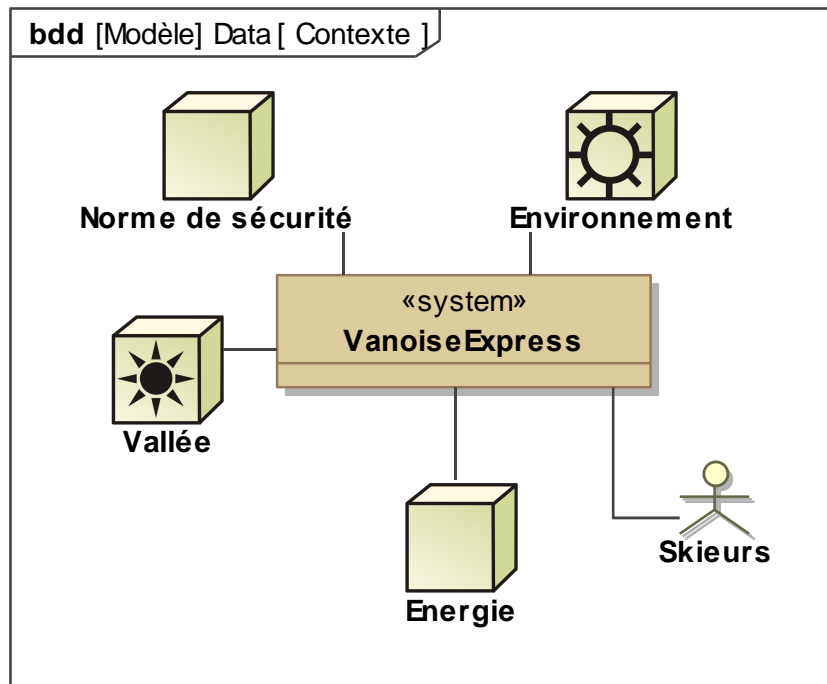 bdd [Modèle] Data [ Contexte ]
Norme de sécurité
Environnement
«system»
VanoiseExpress
Vallée
Skieurs
Energie